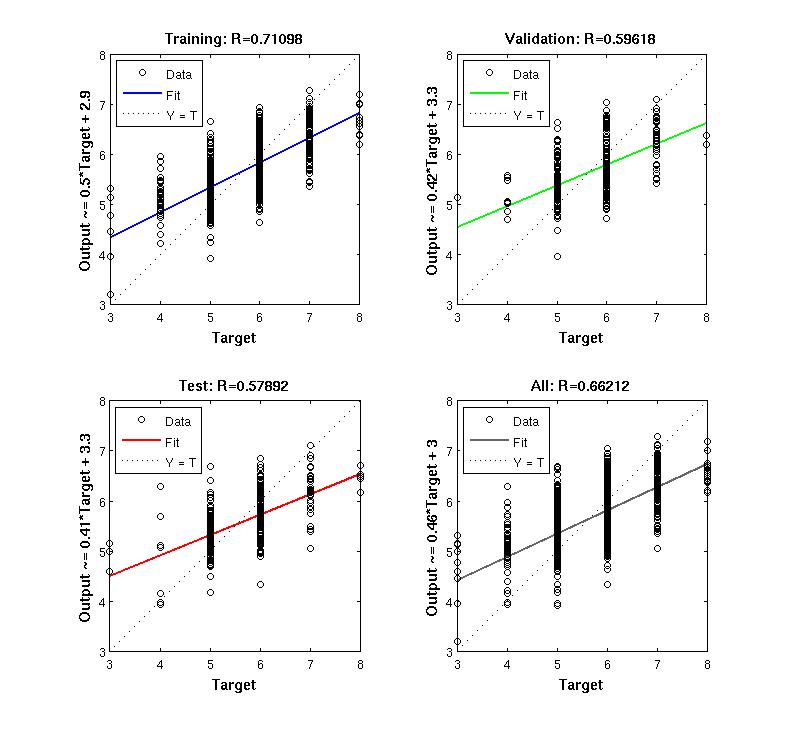 Training: R=0.71098
Data
Fit
Y = T
Output ~= 0.5*Target + 2.9
8
7
6
5
4
3
3 4 5 6 7 8
Target
Validation: R=0.59618
Data
Fit
Y = T
Output ~= 0.42*Target + 3.3
8
7
6
5
4
3
3 4 5 6 7 8
Target
Test: R=0.57892
Data
Fit
Y = T
Output ~= 0.41*Target + 3.3
8
7
6
5
4
3
3 4 5 6 7 8
Target
All: R=0.66212
Data
Fit
Y = T
Output ~= 0.46*Target + 3
8
7
6
5
4
3
3 4 5 6 7 8
Target